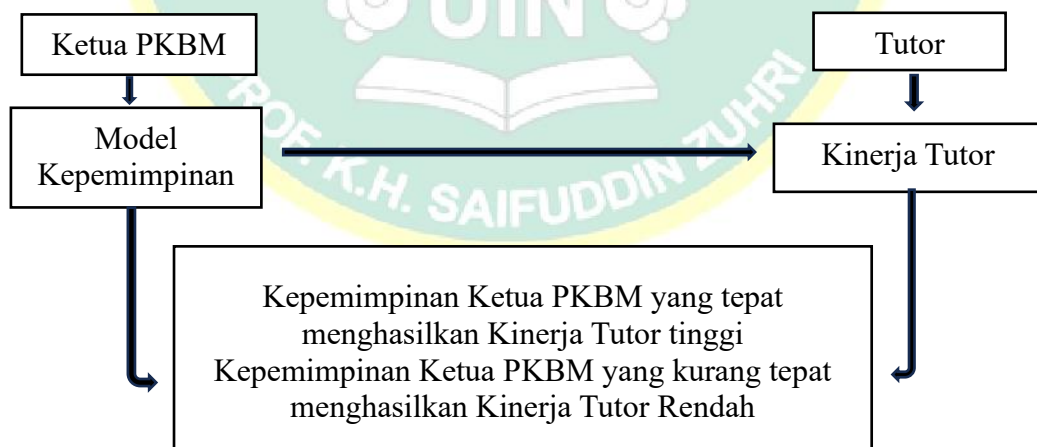 UIN
PROF. K.H. SAIFUDDIN ZUHRI
Ketua PKBM
Tutor
Model
Kepemimpinan
Kinerja Tutor
Kepemimpinan Ketua PKBM yang tepat
menghasilkan Kinerja Tutor tinggi
Kepemimpinan Ketua PKBM yang kurang tepat
menghasilkan Kinerja Tutor Rendah